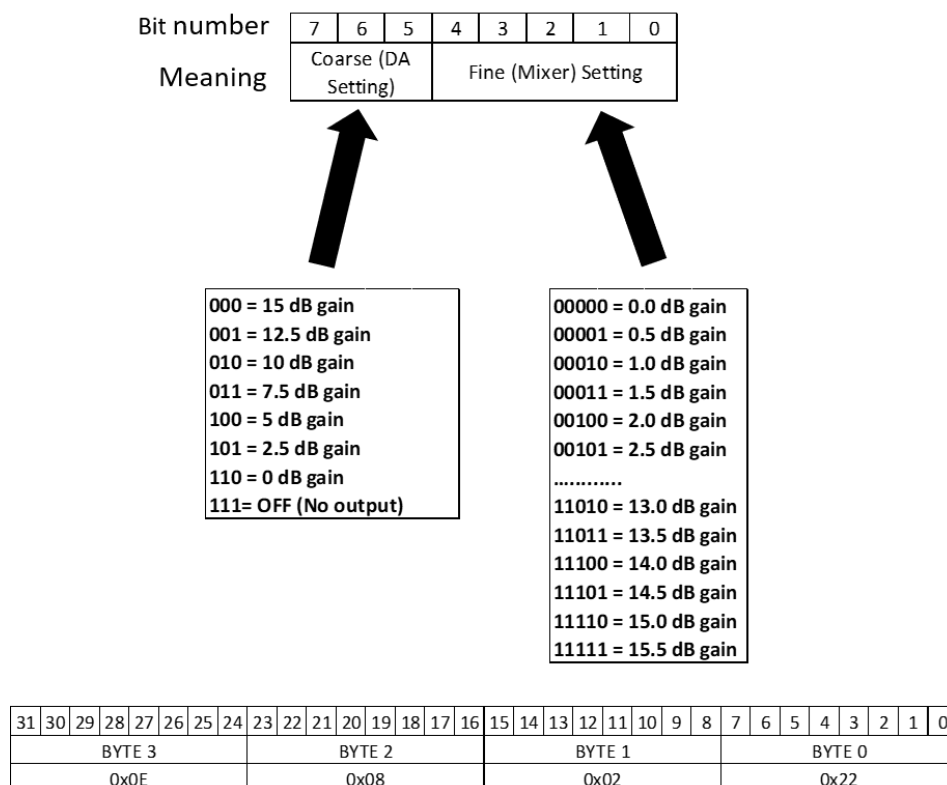 Bit number 7 6 5 4 3 2 1 0
Meaning Coarse (DA Setting) Fine (Mixer) Setting
000 = 15 dB gain
001 = 12.5 dB gain
010 = 10 dB gain
011 = 7.5 dB gain
100 = 5 dB gain
101 = 2.5 dB gain
110 = 0 dB gain
111= OFF (No output)
00000 = 0.0 dB gain
00001 = 0.5 dB gain
00010 = 1.0 dB gain
00011 = 1.5 dB gain
00100 = 2.0 dB gain
00101 = 2.5 dB gain
............
11010 = 13.0 dB gain
11011 = 13.5 dB gain
11100 = 14.0 dB gain
11101 = 14.5 dB gain
11110 = 15.0 dB gain
11111 = 15.5 dB gain
31 30 29 28 27 26 25 24 23 22 21 20 19 18 17 16 15 14 13 12 11 10 9 8 7 6 5 4 3 2 1 0
BYTE 3 BYTE 2 BYTE 1 BYTE 0
0x0E 0x08 0x02 0x22